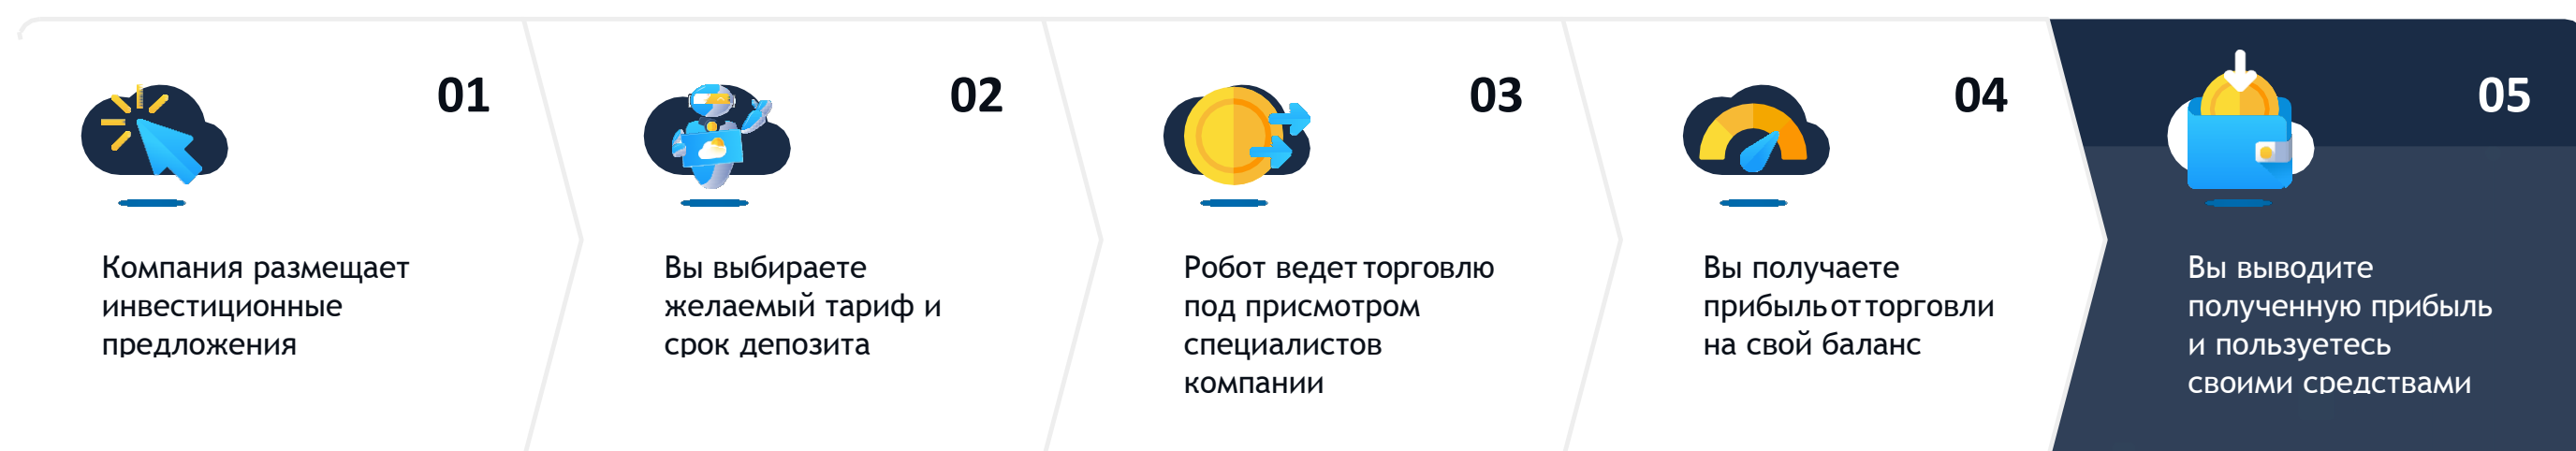 01
Компания размещает
инвестиционные
предложения
02
Вы выбираете
желаемый тариф и
срок депозита
03
Робот ведет торговлю
под присмотром
специалистов
компании
04
Вы получаете
прибыль от торговли
на свой баланс
05
Вы выводите
полученную прибыль
и пользуетесь
своими средствами